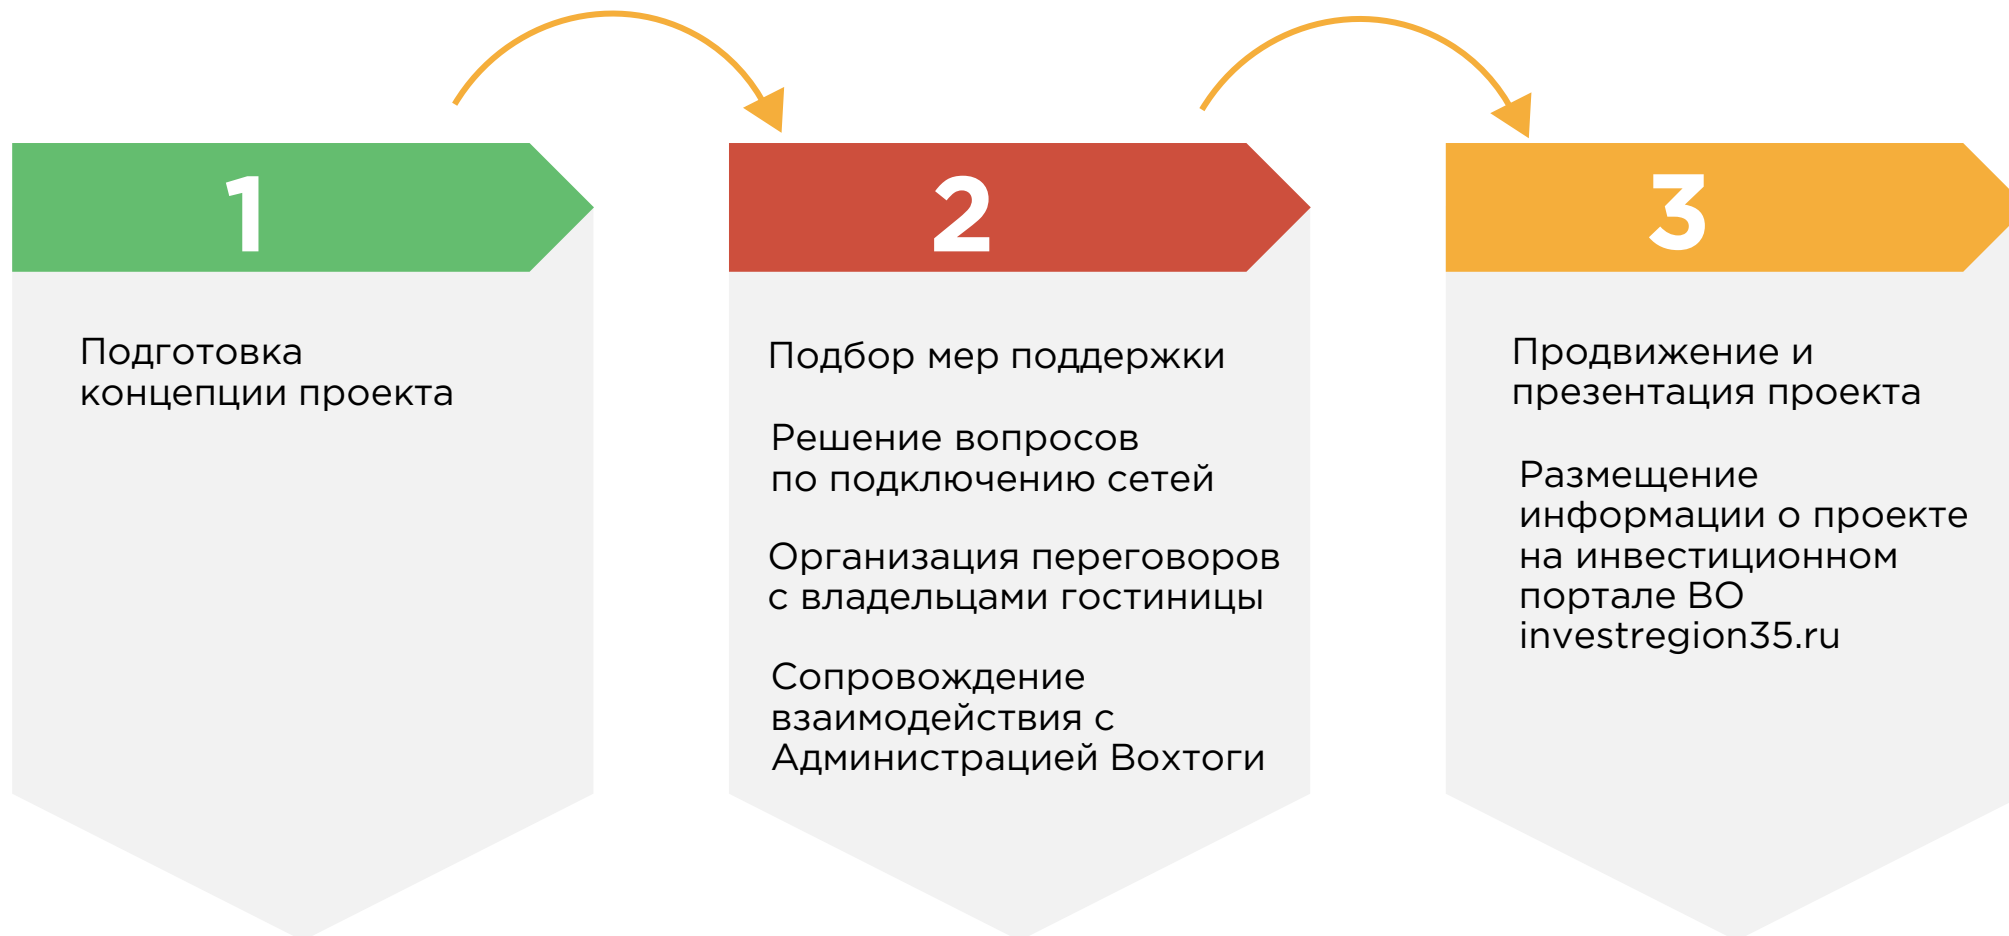 1
Подготовка
концепции проекта
2
Подбор мер поддержки
Решение вопросов
по подключению сетей
Организация переговоров
с владельцами гостиницы
Сопровождение
взаимодействия с
Администрацией Вохтоги
3
Продвижение и
презентация проекта
Размещение
информации о проекте
на инвестиционном
портале ВО
investregion35.ru